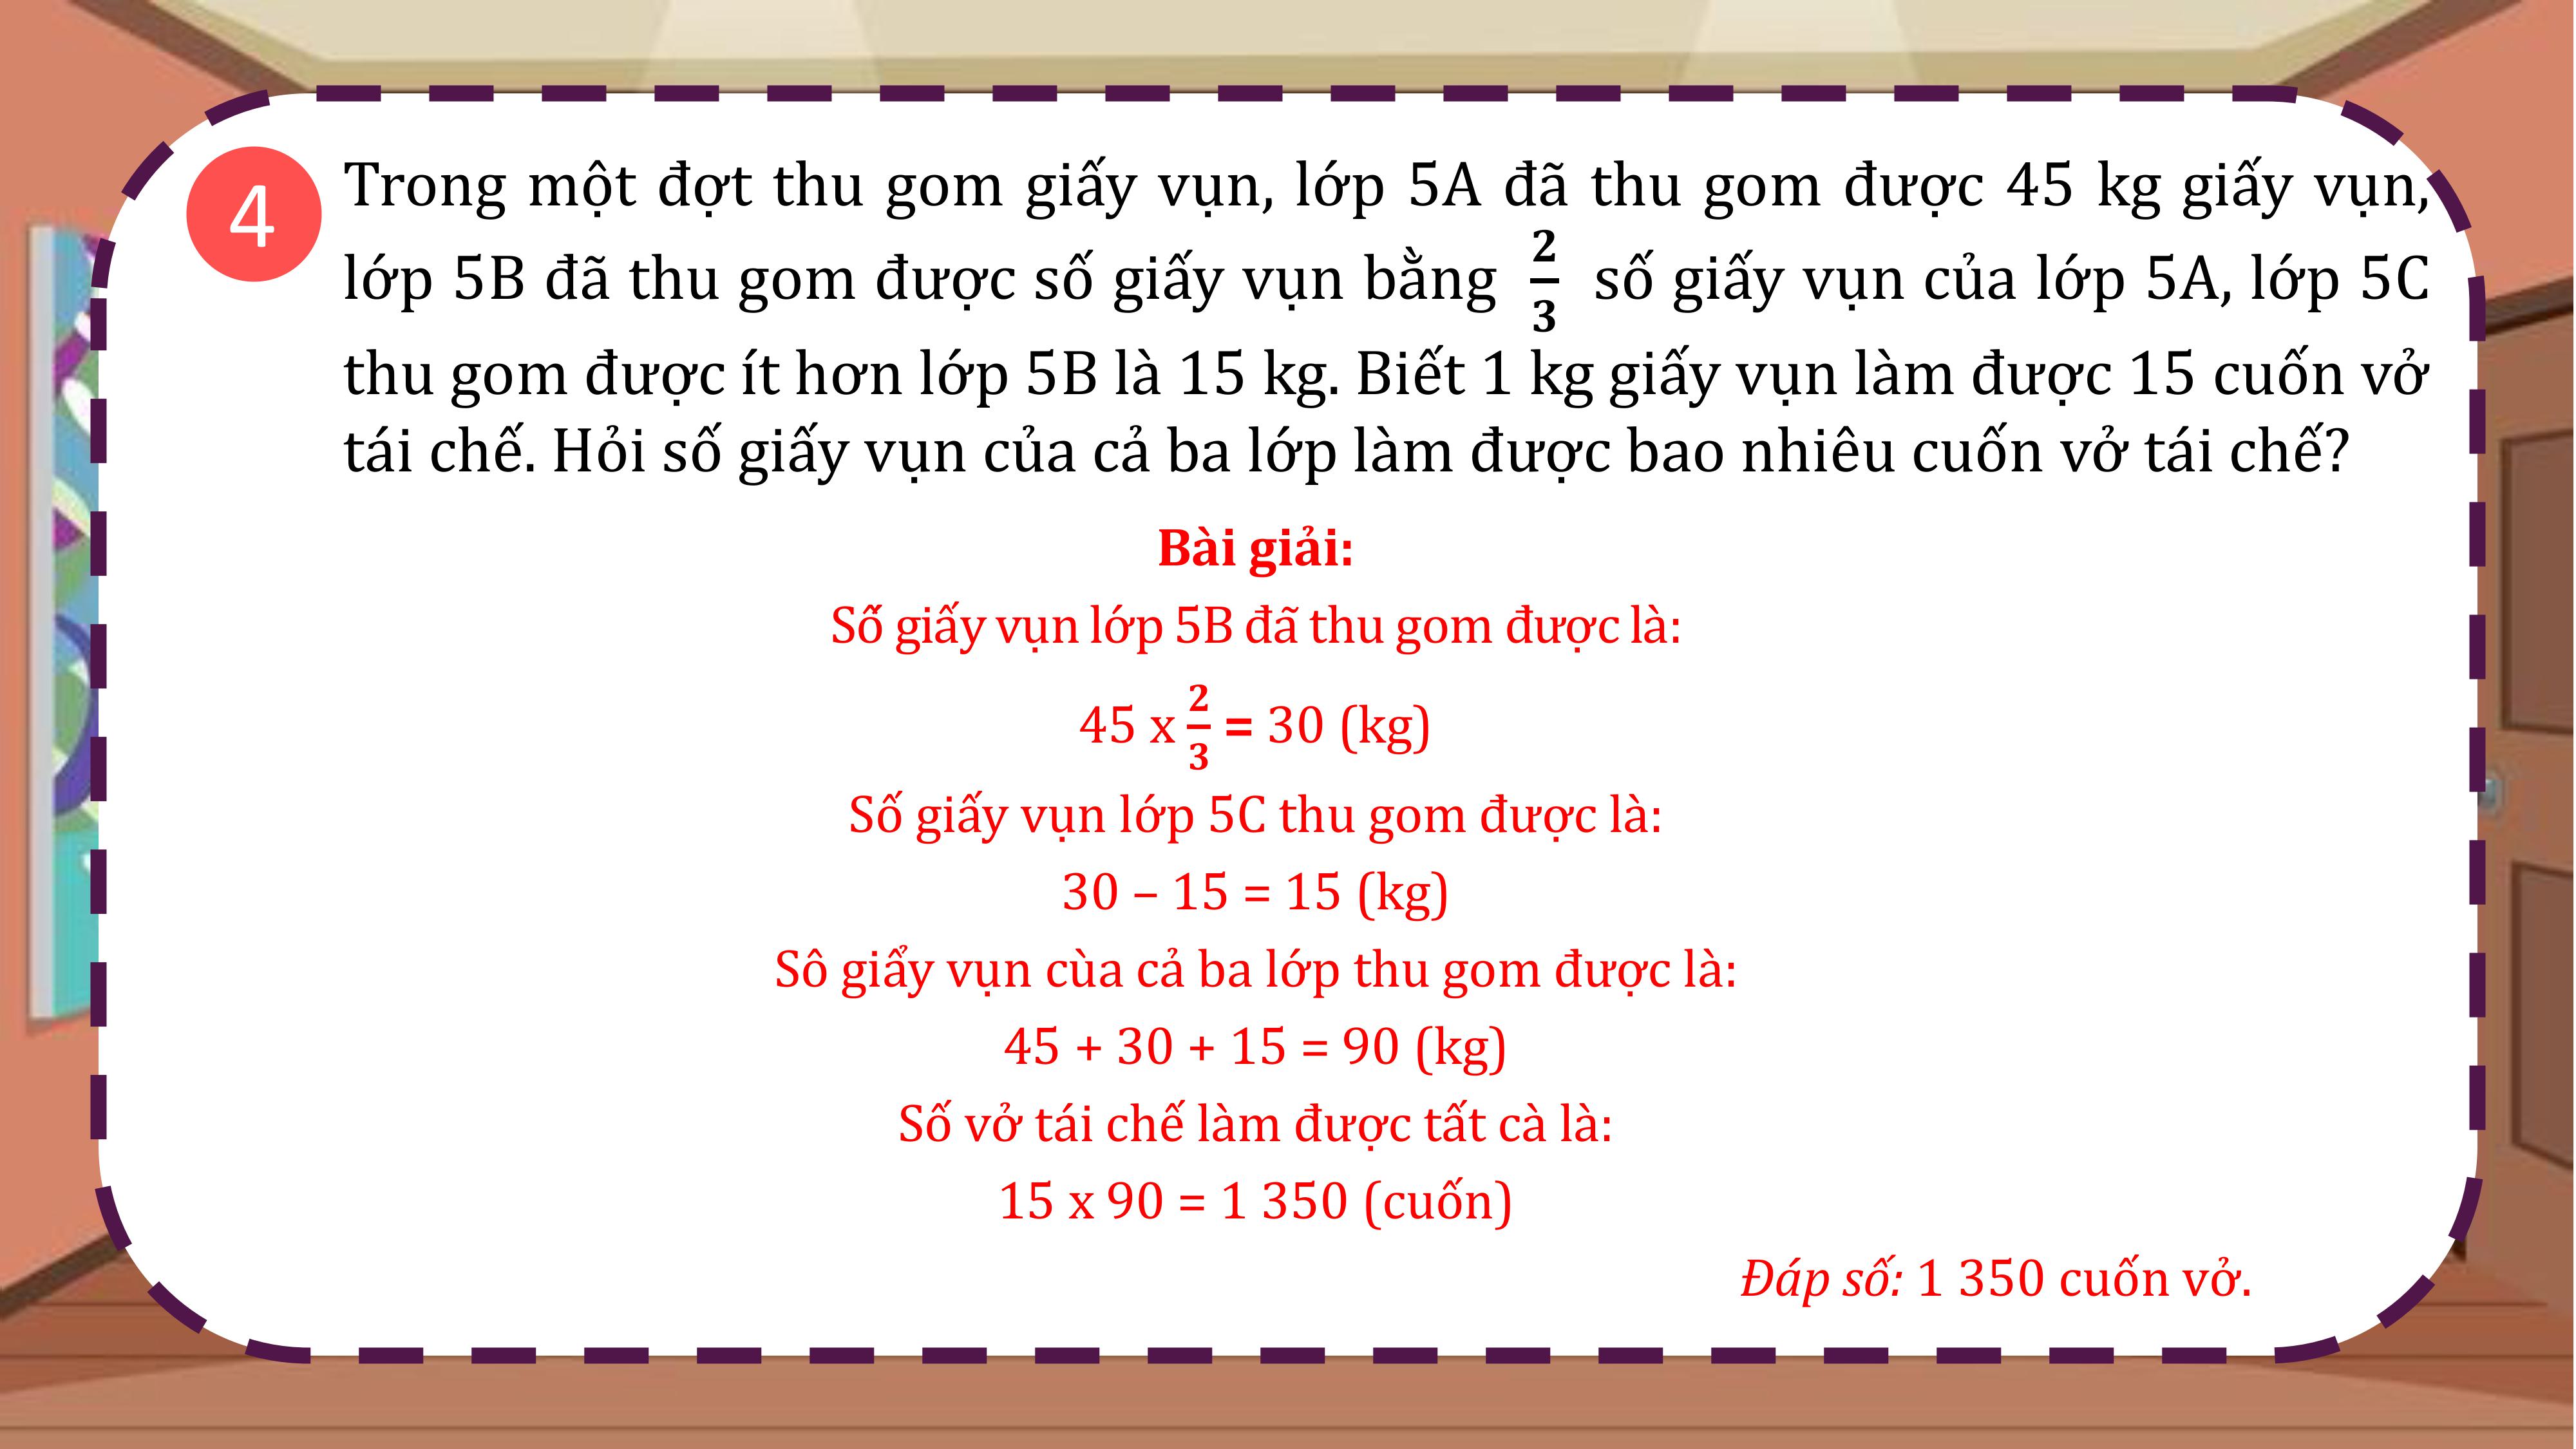 4
Trong một đợt thu gom giấy vụn, lớp 5A đã thu gom được 45 kg giấy vụn,
lớp 5B đã thu gom được số giấy vụn bằng 2/3 số giấy vụn của lớp 5A, lớp 5C
thu gom được ít hơn lớp 5B là 15 kg. Biết 1 kg giấy vụn làm được 15 cuốn vở
tái chế. Hỏi số giấy vụn của cả ba lớp làm được bao nhiêu cuốn vở tái chế?
Bài giải:
Số giấy vụn lớp 5B đã thu gom được là:
45 x 2/3 = 30 (kg)
Số giấy vụn lớp 5C thu gom được là:
30 – 15 = 15 (kg)
Sô giẩy vụn cùa cả ba lớp thu gom được là:
45 + 30 + 15 = 90 (kg)
Số vở tái chế làm được tất cà là:
15 x 90 = 1 350 (cuốn)
Đáp số: 1 350 cuốn vở.